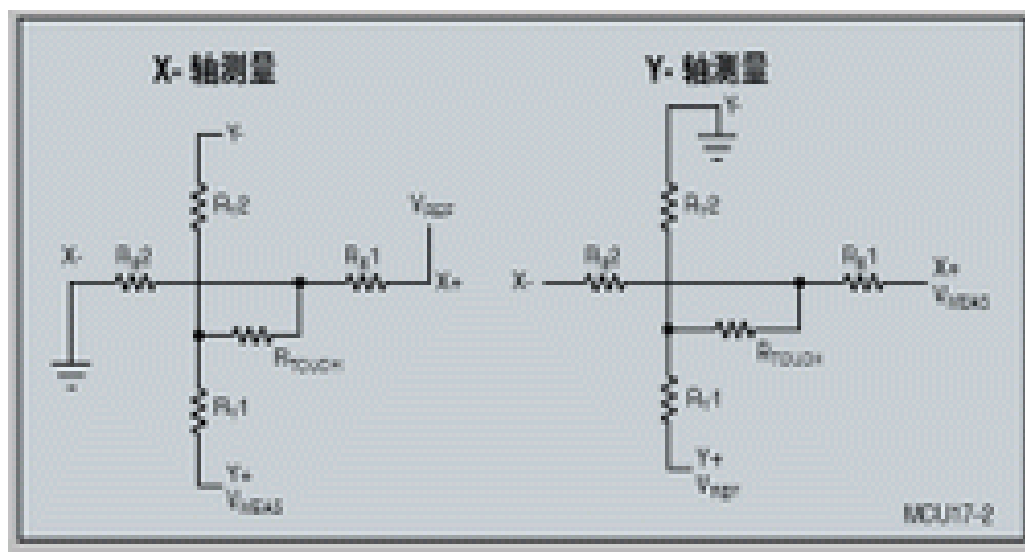 X- 轴测量
Y-
RY2
VREF
X-
RX2
RX1
X+
RTOUCH
RY1
Y+
VMEAS
Y- 轴测量
Y-
RY2
X-
RX2
RX1
X+
VMEAS
RTOUCH
RY1
Y+
VREF
MCU17-2